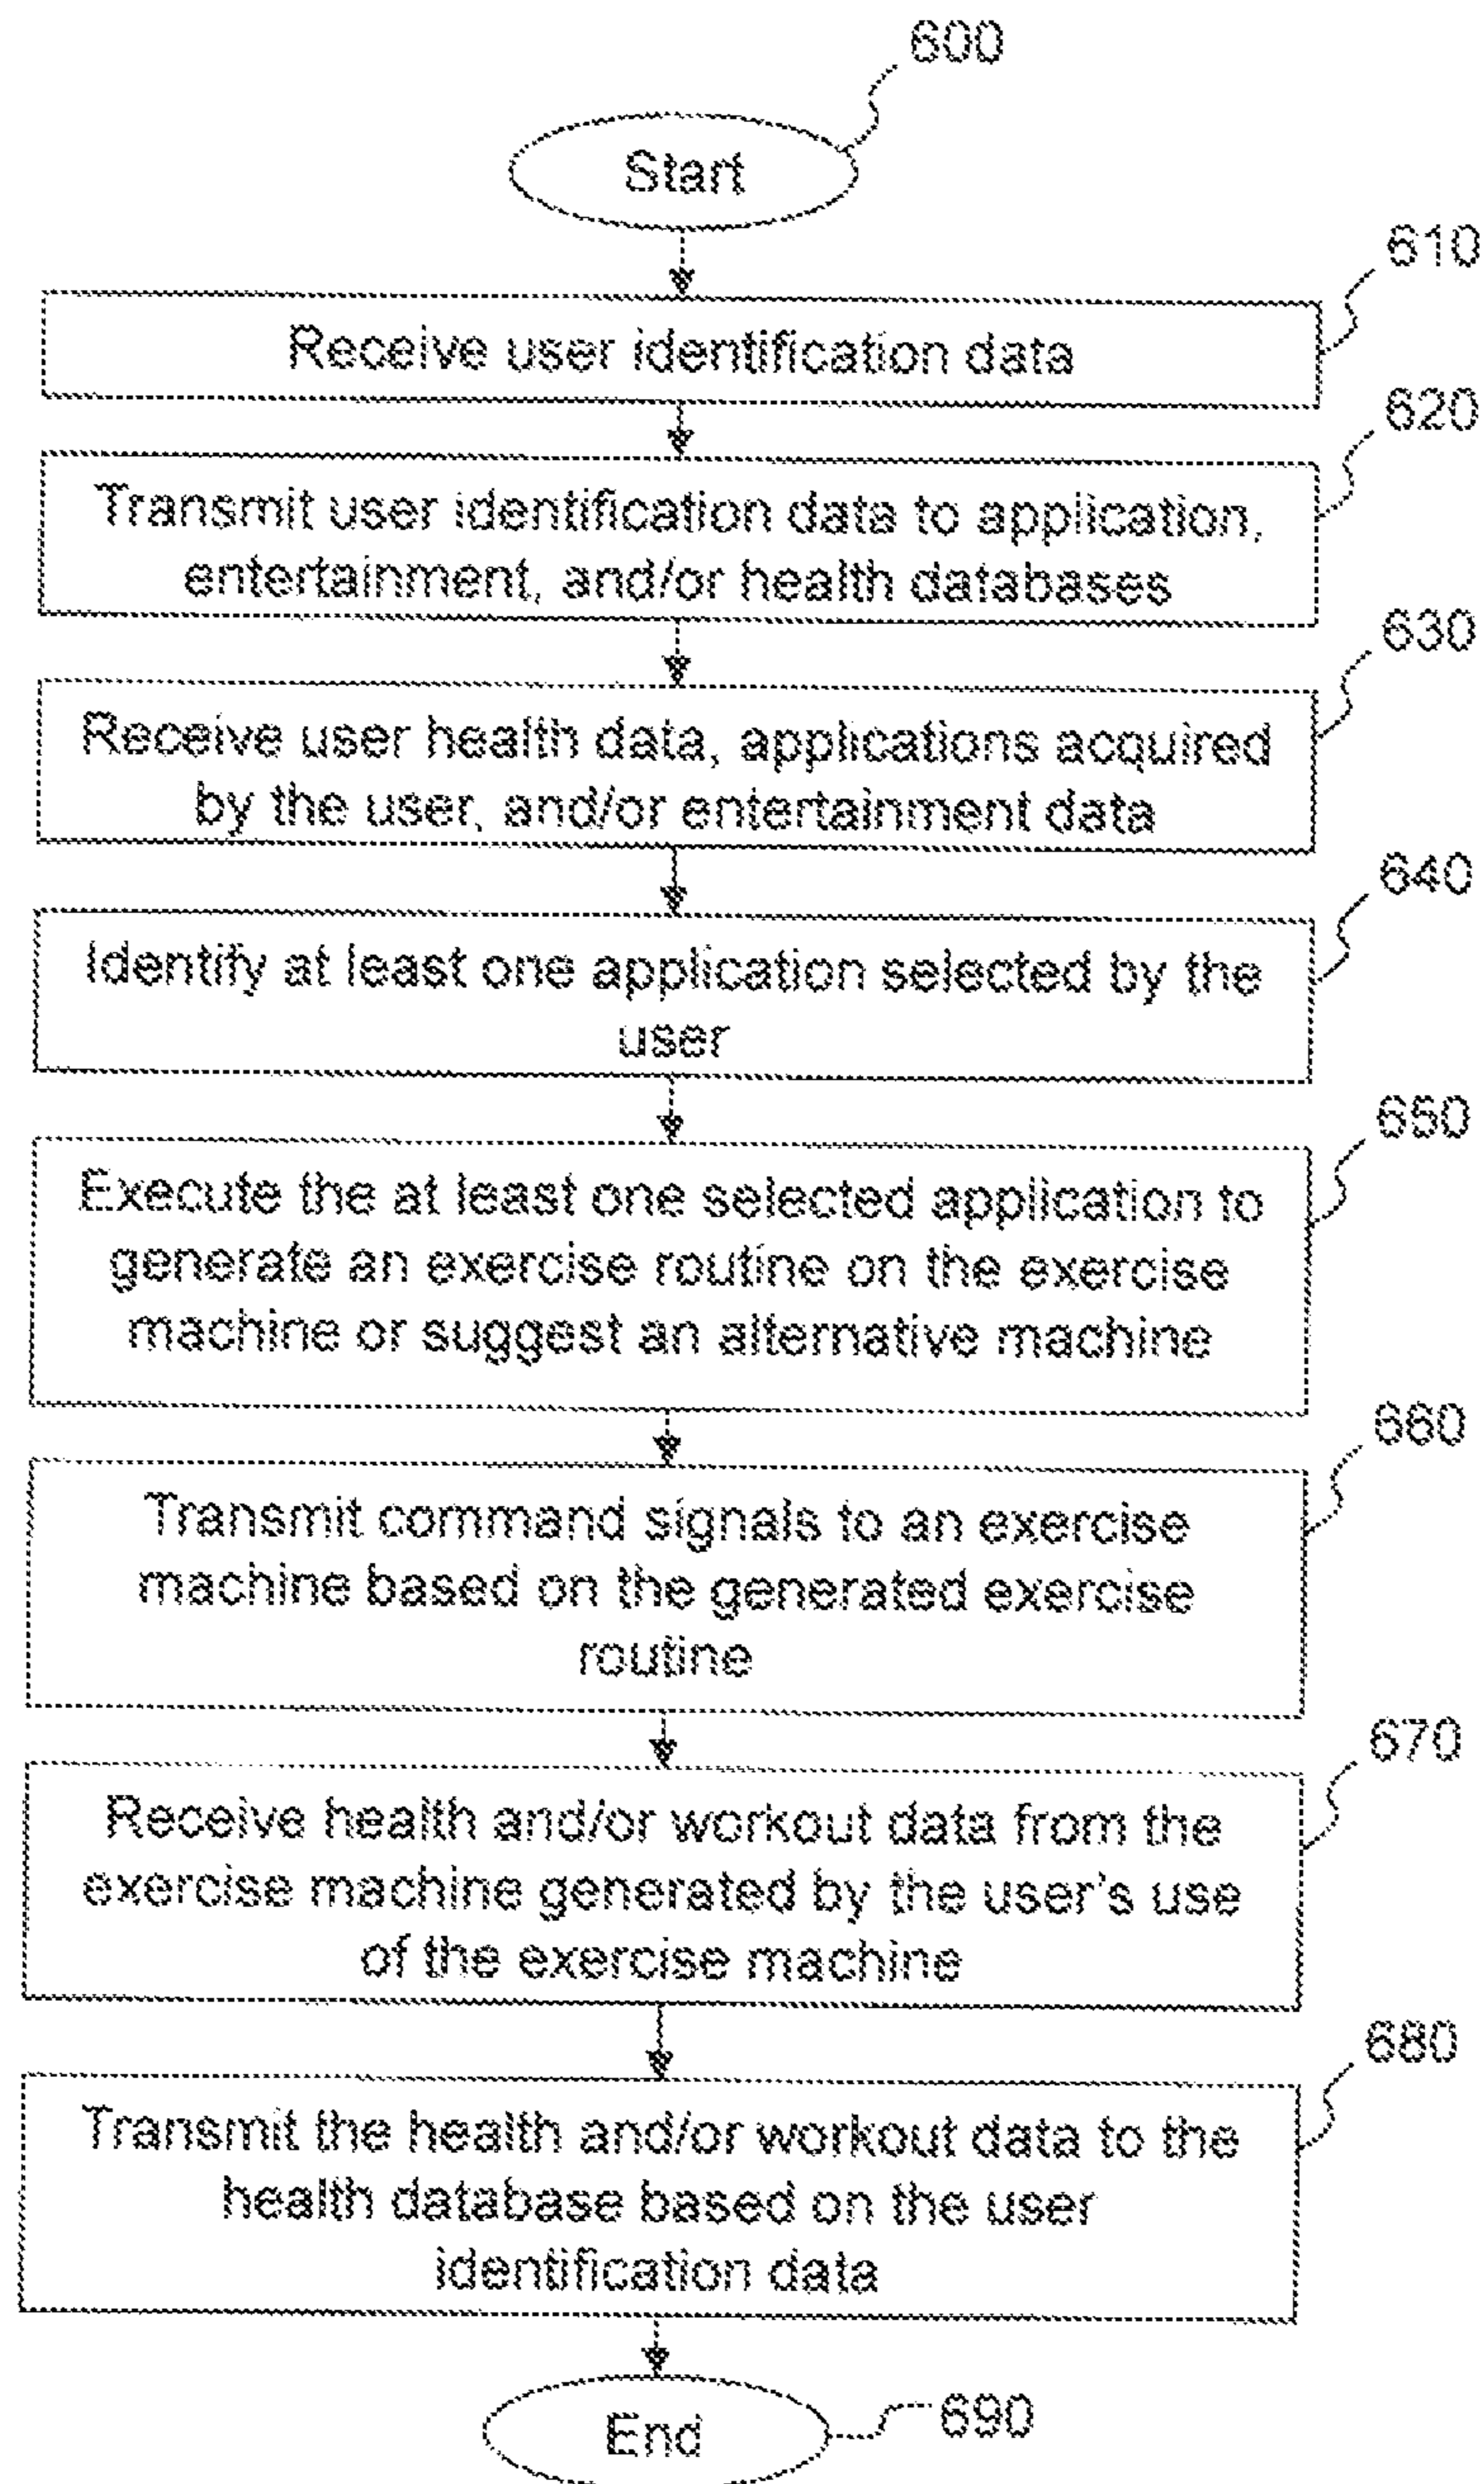 600
Start
610
Receive user identification data
620
Transmit user identification data to application,
entertainment, and/or health databases
630
Receive user health data, applications acquired
by the user, and/or entertainment data
640
Identify at least one application selected by the
user
650
Execute the at least one selected application to
generate an exercise routine on the exercise
machine or suggest an alternative machine
660
Transmit command signals to an exercise
machine based on the generated exercise
routine
670
Receive health and/or workout data from the
exercise machine generated by the user's use
of the exercise machine
680
Transmit the health and/or workout data to the
health database based on the user
identification data
End
690